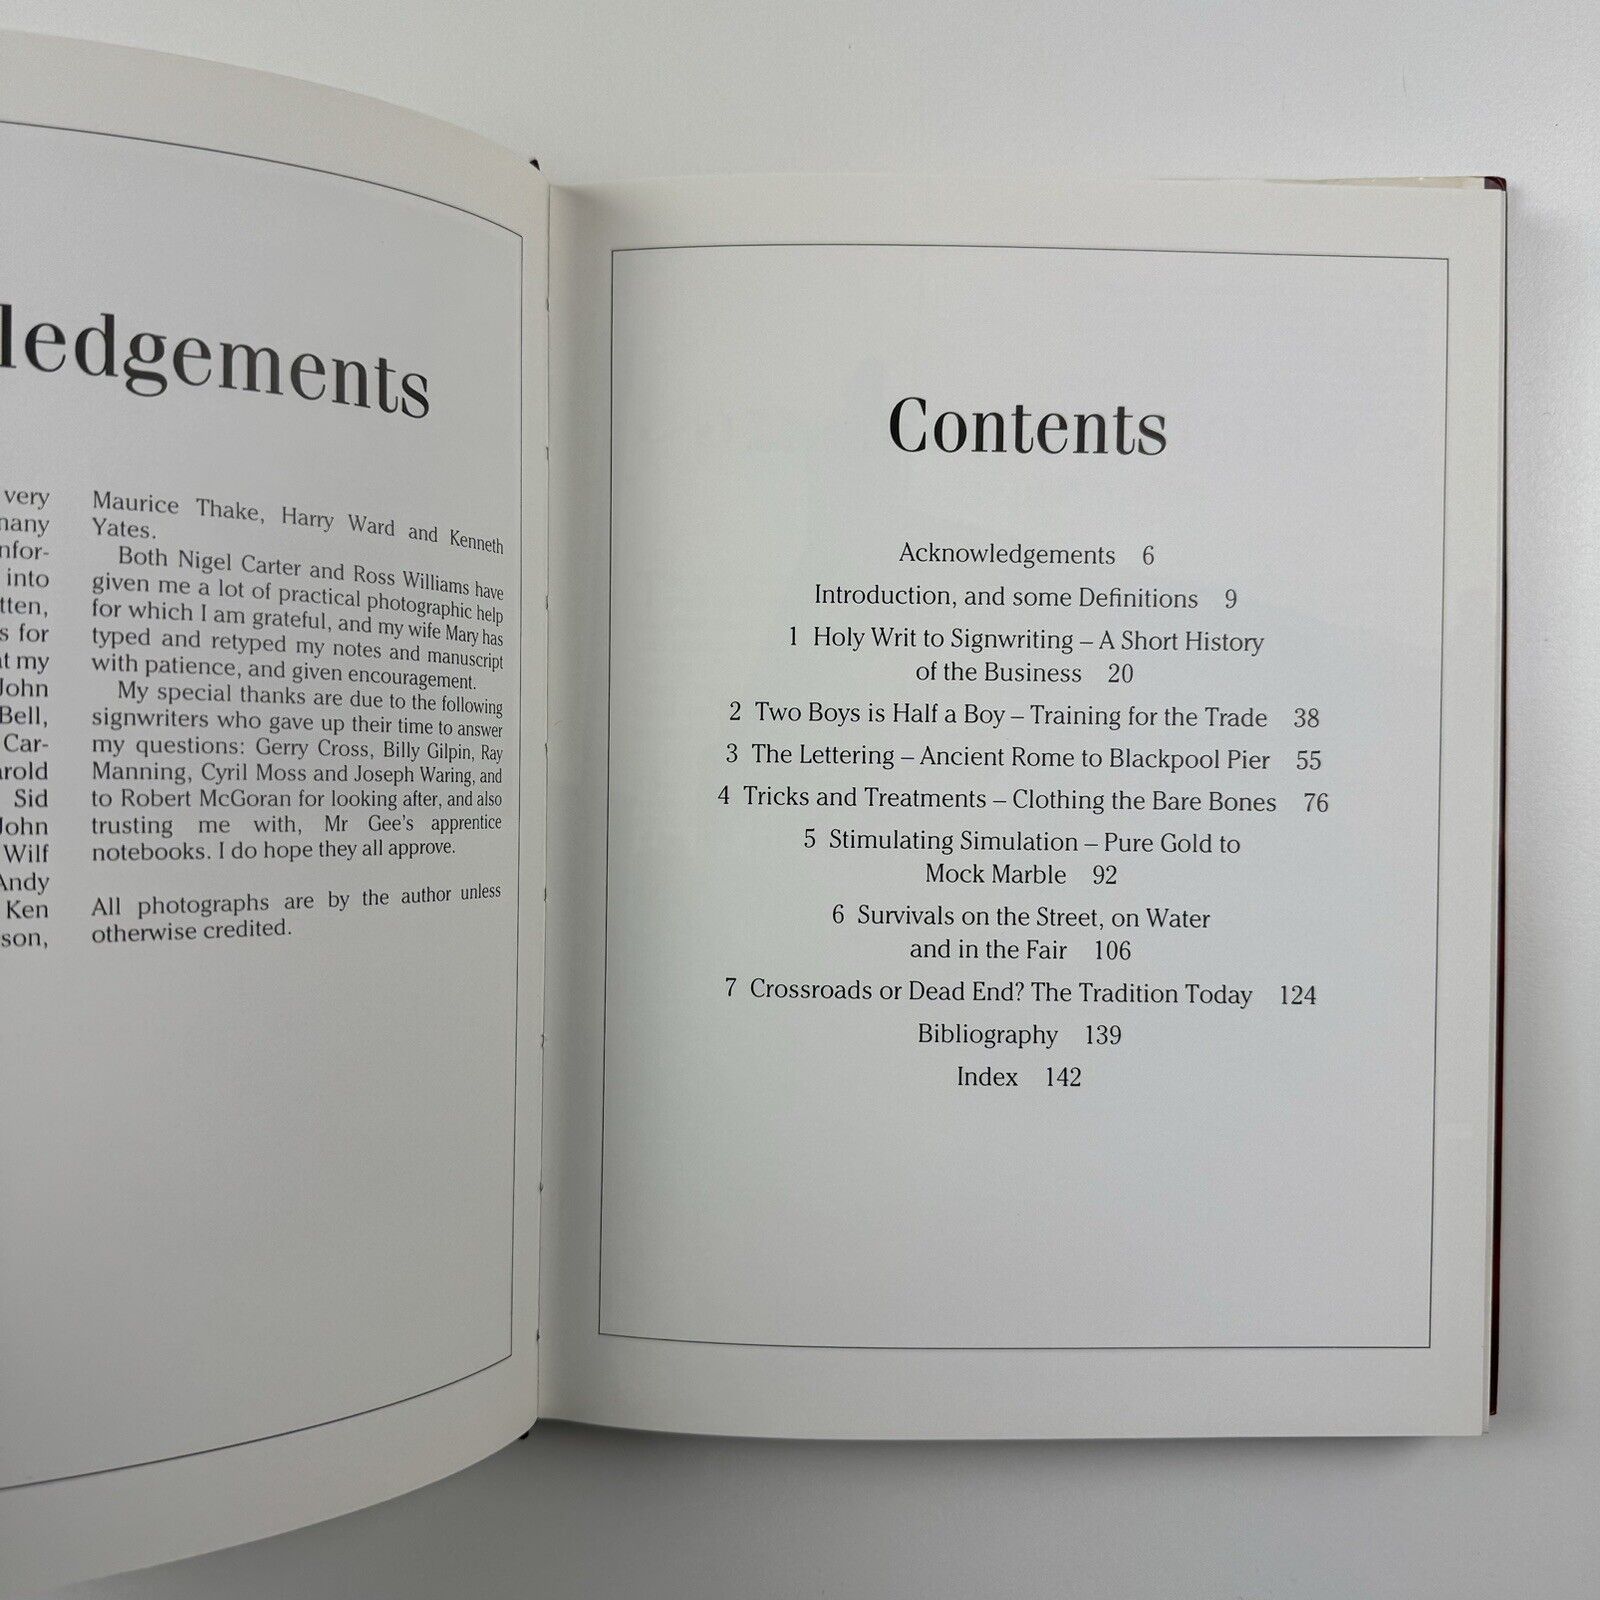 ledgements
very
many
nfor-
into
tten,
s for
at my
John
Bell,
Car-
arold
Sid
John
Wilf
Andy
Ken
son,
Maurice Thake, Harry Ward and Kenneth
Yates.
Both Nigel Carter and Ross Williams have
given me a lot of practical photographic help
for which I am grateful, and my wife Mary has
typed and retyped my notes and manuscript
with patience, and given encouragement.
My special thanks are due to the following
signwriters who gave up their time to answer
my questions: Gerry Cross, Billy Gilpin, Ray
Manning, Cyril Moss and Joseph Waring, and
to Robert McGoran for looking after, and also
trusting me with, Mr Gee's apprentice
notebooks. I do hope they all approve.
All photographs are by the author unless
otherwise credited.
Contents
Acknowledgements 6
Introduction, and some Definitions 9
1 Holy Writ to Signwriting – A Short History
of the Business 20
2 Two Boys is Half a Boy – Training for the Trade 38
3 The Lettering – Ancient Rome to Blackpool Pier 55
4 Tricks and Treatments – Clothing the Bare Bones 76
5 Stimulating Simulation – Pure Gold to
Mock Marble 92
6 Survivals on the Street, on Water
and in the Fair 106
7 Crossroads or Dead End? The Tradition Today 124
Bibliography 139
Index 142